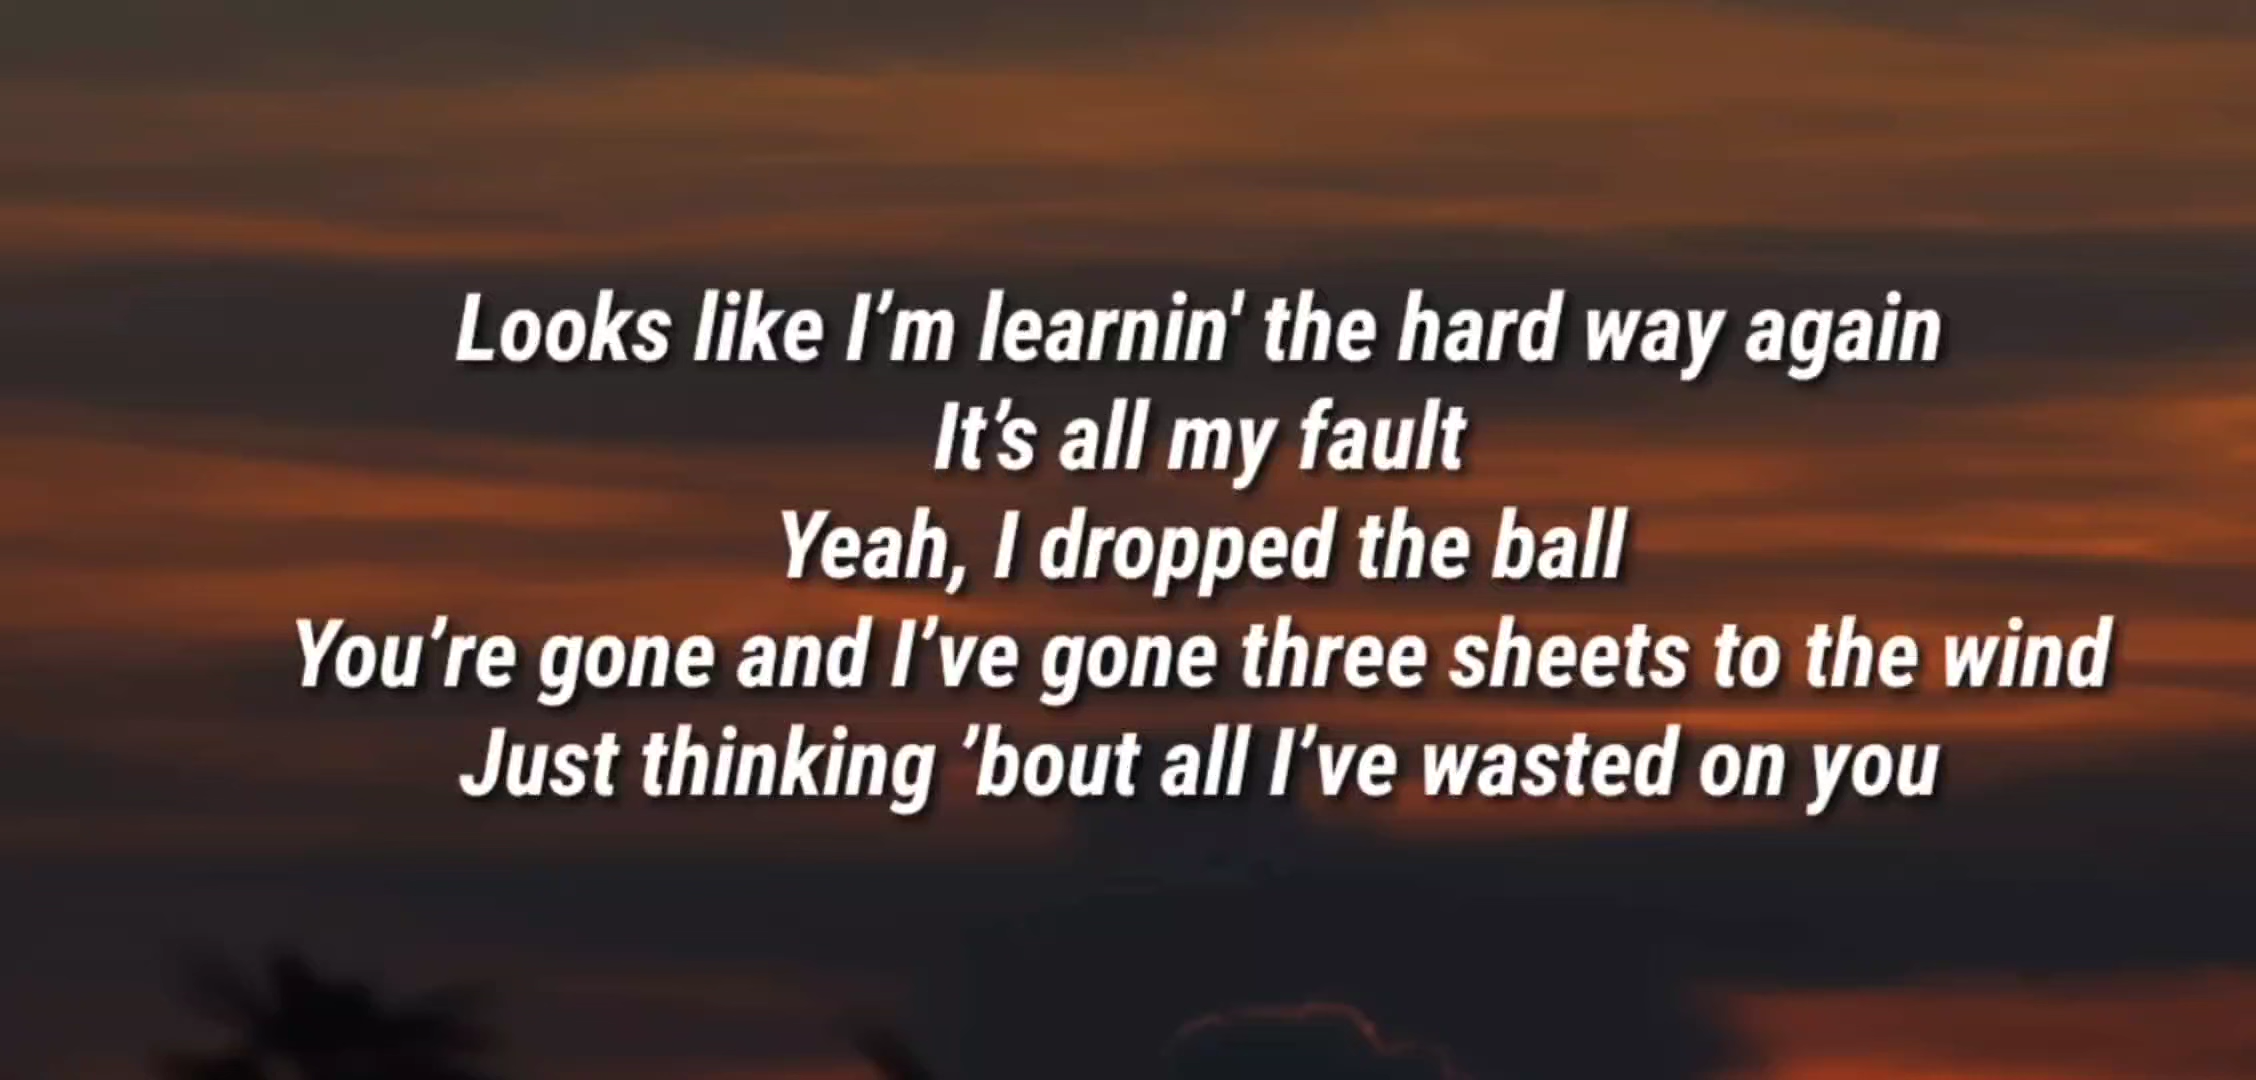 Looks like I’m learnin' the hard way again
It’s all my fault
Yeah, I dropped the ball
You’re gone and I’ve gone three sheets to the wind
Just thinking ’bout all I’ve wasted on you